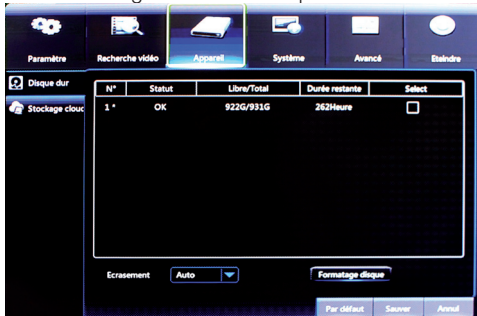 Paramètre Recherche vidéo Appareil Système Avancé Eteindre
Disque dur
Stockage cloud
N° Statut Libre/Total Durée restante Select
1 * OK 922G/931G 262Heure
Ecrasement Auto Formatage disque
Par défaut Sauver Annul